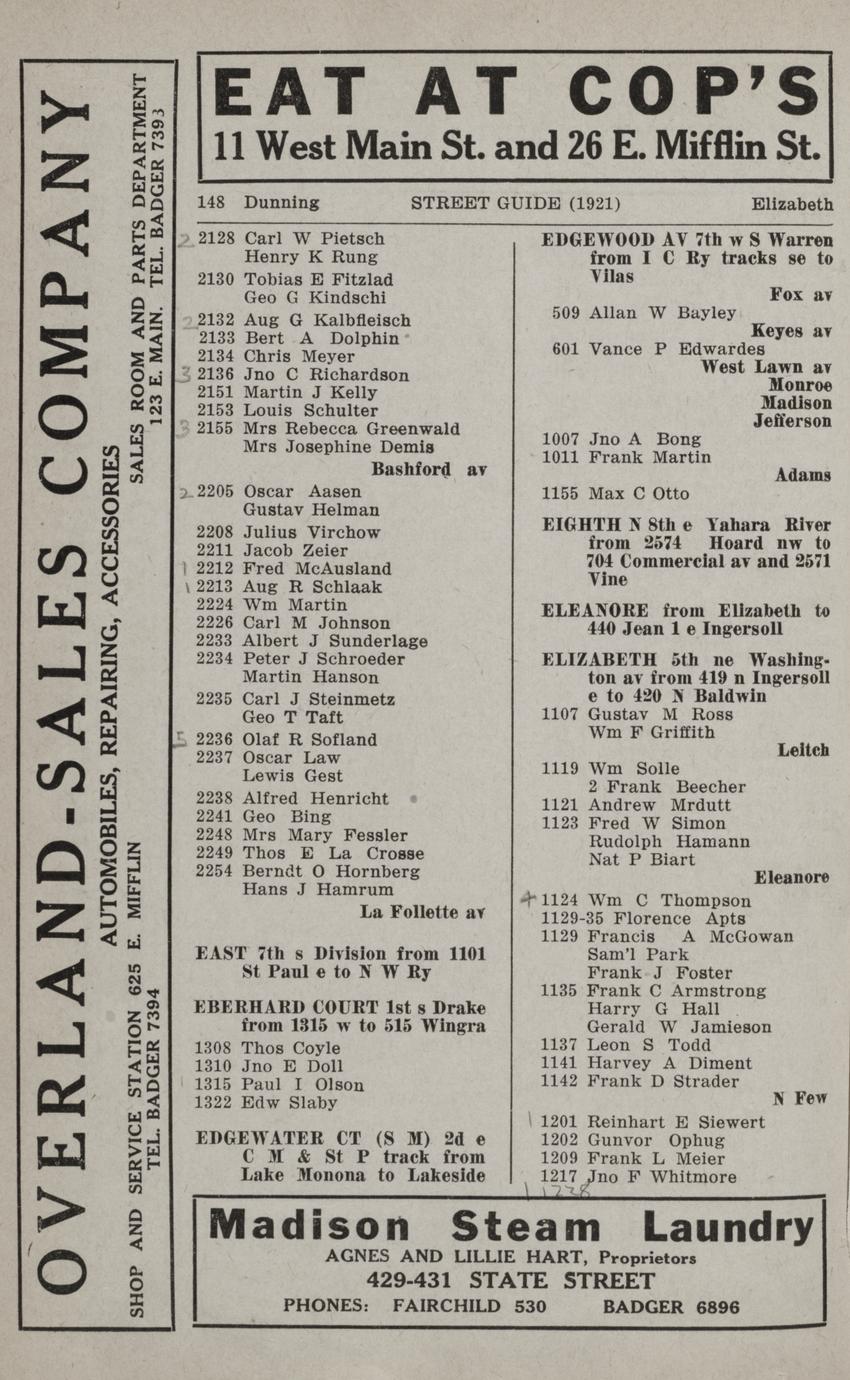 EAT AT COP'S
11 West Main St. and 26 E. Mifflin St.
OVERLAND-SALES COMPANY
AUTOMOBILES, REPAIRING, ACCESSORIES
SHOP AND SERVICE STATION 625 E. MIFFLIN
TEL. BADGER 7394
SALES ROOM AND PARTS DEPARTMENT
123 E. MAIN. TEL. BADGER 7393
148 Dunning STREET GUIDE (1921) Elizabeth
2 2128 Carl W Pietsch
Henry K Rung
2130 Tobias E Fitzlad
Geo G Kindschi
2 2132 Aug G Kalbfleisch
2133 Bert A Dolphin
2134 Chris Meyer
3 2136 Jno C Richardson
2151 Martin J Kelly
2153 Louis Schulter
3 2155 Mrs Rebecca Greenwald
Mrs Josephine Demis
Bashford av
2 2205 Oscar Aasen
Gustav Helman
2208 Julius Virchow
2211 Jacob Zeier
1 2212 Fred McAusland
1 2213 Aug R Schlaak
2224 Wm Martin
2226 Carl M Johnson
2233 Albert J Sunderlage
2234 Peter J Schroeder
Martin Hanson
2235 Carl J Steinmetz
Geo T Taft
5 2236 Olaf R Sofland
2237 Oscar Law
Lewis Gest
2238 Alfred Henricht
2241 Geo Bing
2248 Mrs Mary Fessler
2249 Thos E La Crosse
2254 Berndt O Hornberg
Hans J Hamrum
La Follette av
EAST 7th s Division from 1101
St Paul e to N W Ry
EBERHARD COURT 1st s Drake
from 1315 w to 515 Wingra
1308 Thos Coyle
1310 Jno E Doll
1 1315 Paul I Olson
1322 Edw Slaby
EDGEWATER CT (S M) 2d e
C M & St P track from
Lake Monona to Lakeside
EDGEWOOD AV 7th w S Warren
from I C Ry tracks se to
Vilas
Fox av
509 Allan W Bayley
Keyes av
601 Vance P Edwardes
West Lawn av
Monroe
Madison
Jefferson
1007 Jno A Bong
1011 Frank Martin
Adams
1155 Max C Otto
EIGHTH N 8th e Yahara River
from 2574 Hoard nw to
704 Commercial av and 2571
Vine
ELEANORE from Elizabeth to
440 Jean 1 e Ingersoll
ELIZABETH 5th ne Washing-
ton av from 419 n Ingersoll
e to 420 N Baldwin
1107 Gustav M Ross
Wm F Griffith
Leitch
1119 Wm Solle
2 Frank Beecher
1121 Andrew Mrdutt
1123 Fred W Simon
Rudolph Hamann
Nat P Biart
Eleanore
1124 Wm C Thompson
1129-35 Florence Apts
1129 Francis A McGowan
Sam'l Park
Frank J Foster
1135 Frank C Armstrong
Harry G Hall
Gerald W Jamieson
1137 Leon S Todd
1141 Harvey A Diment
1142 Frank D Strader
N Few
1 1201 Reinhart E Siewert
1202 Gunvor Ophug
1209 Frank L Meier
1217 Jno F Whitmore
1 1228
Madison Steam Laundry
AGNES AND LILLIE HART, Proprietors
429-431 STATE STREET
PHONES: FAIRCHILD 530 BADGER 6896